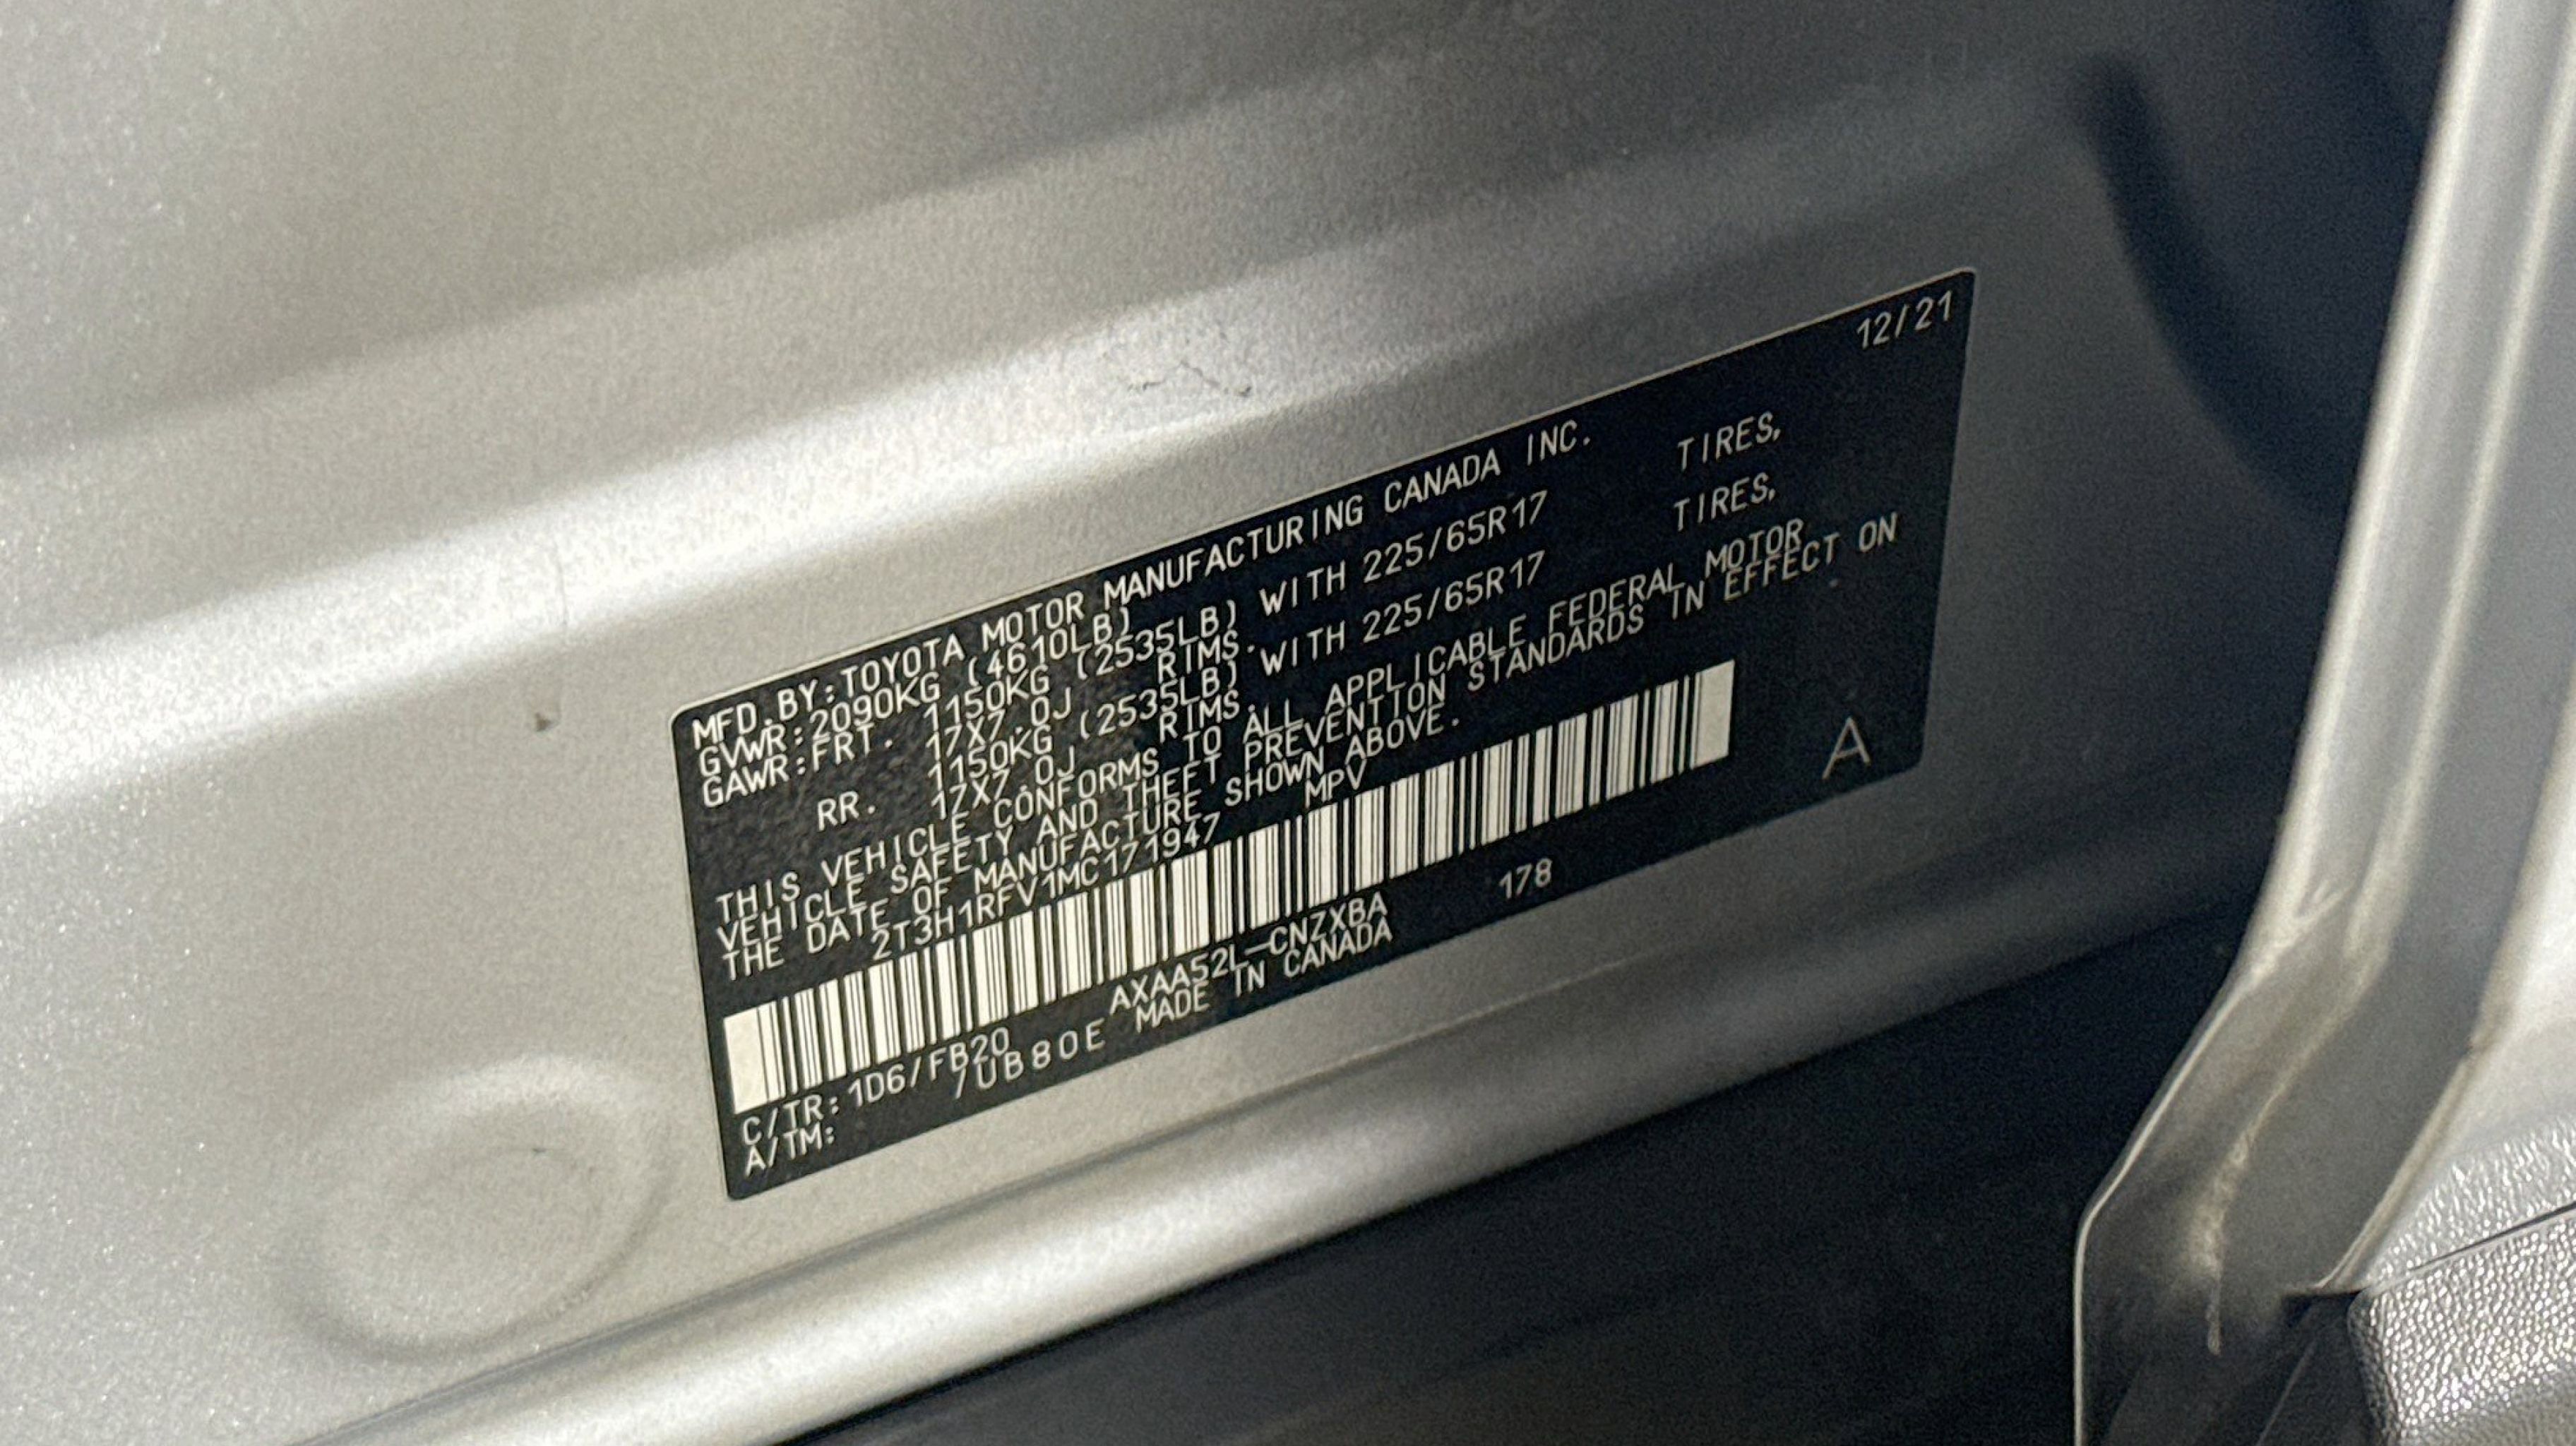 12/21
MFD.BY:TOYOTA MOTOR MANUFACTURING CANADA INC.
GVWR:2090KG (4610LB)
GAWR:FRT. 1150KG (2535LB) WITH 225/65R17 TIRES,
17X7.0J RIMS.
RR. 1150KG (2535LB) WITH 225/65R17 TIRES,
17X7.0J RIMS.
THIS VEHICLE CONFORMS TO ALL APPLICABLE FEDERAL MOTOR
VEHICLE SAFETY AND THEFT PREVENTION STANDARDS IN EFFECT ON
THE DATE OF MANUFACTURE SHOWN ABOVE.
2T3H1RFV1MC171947 MPV
A
C/TR:1D6/FB20 AXAA52L-CNZXBA 178
A/TM: /UB80E MADE IN CANADA